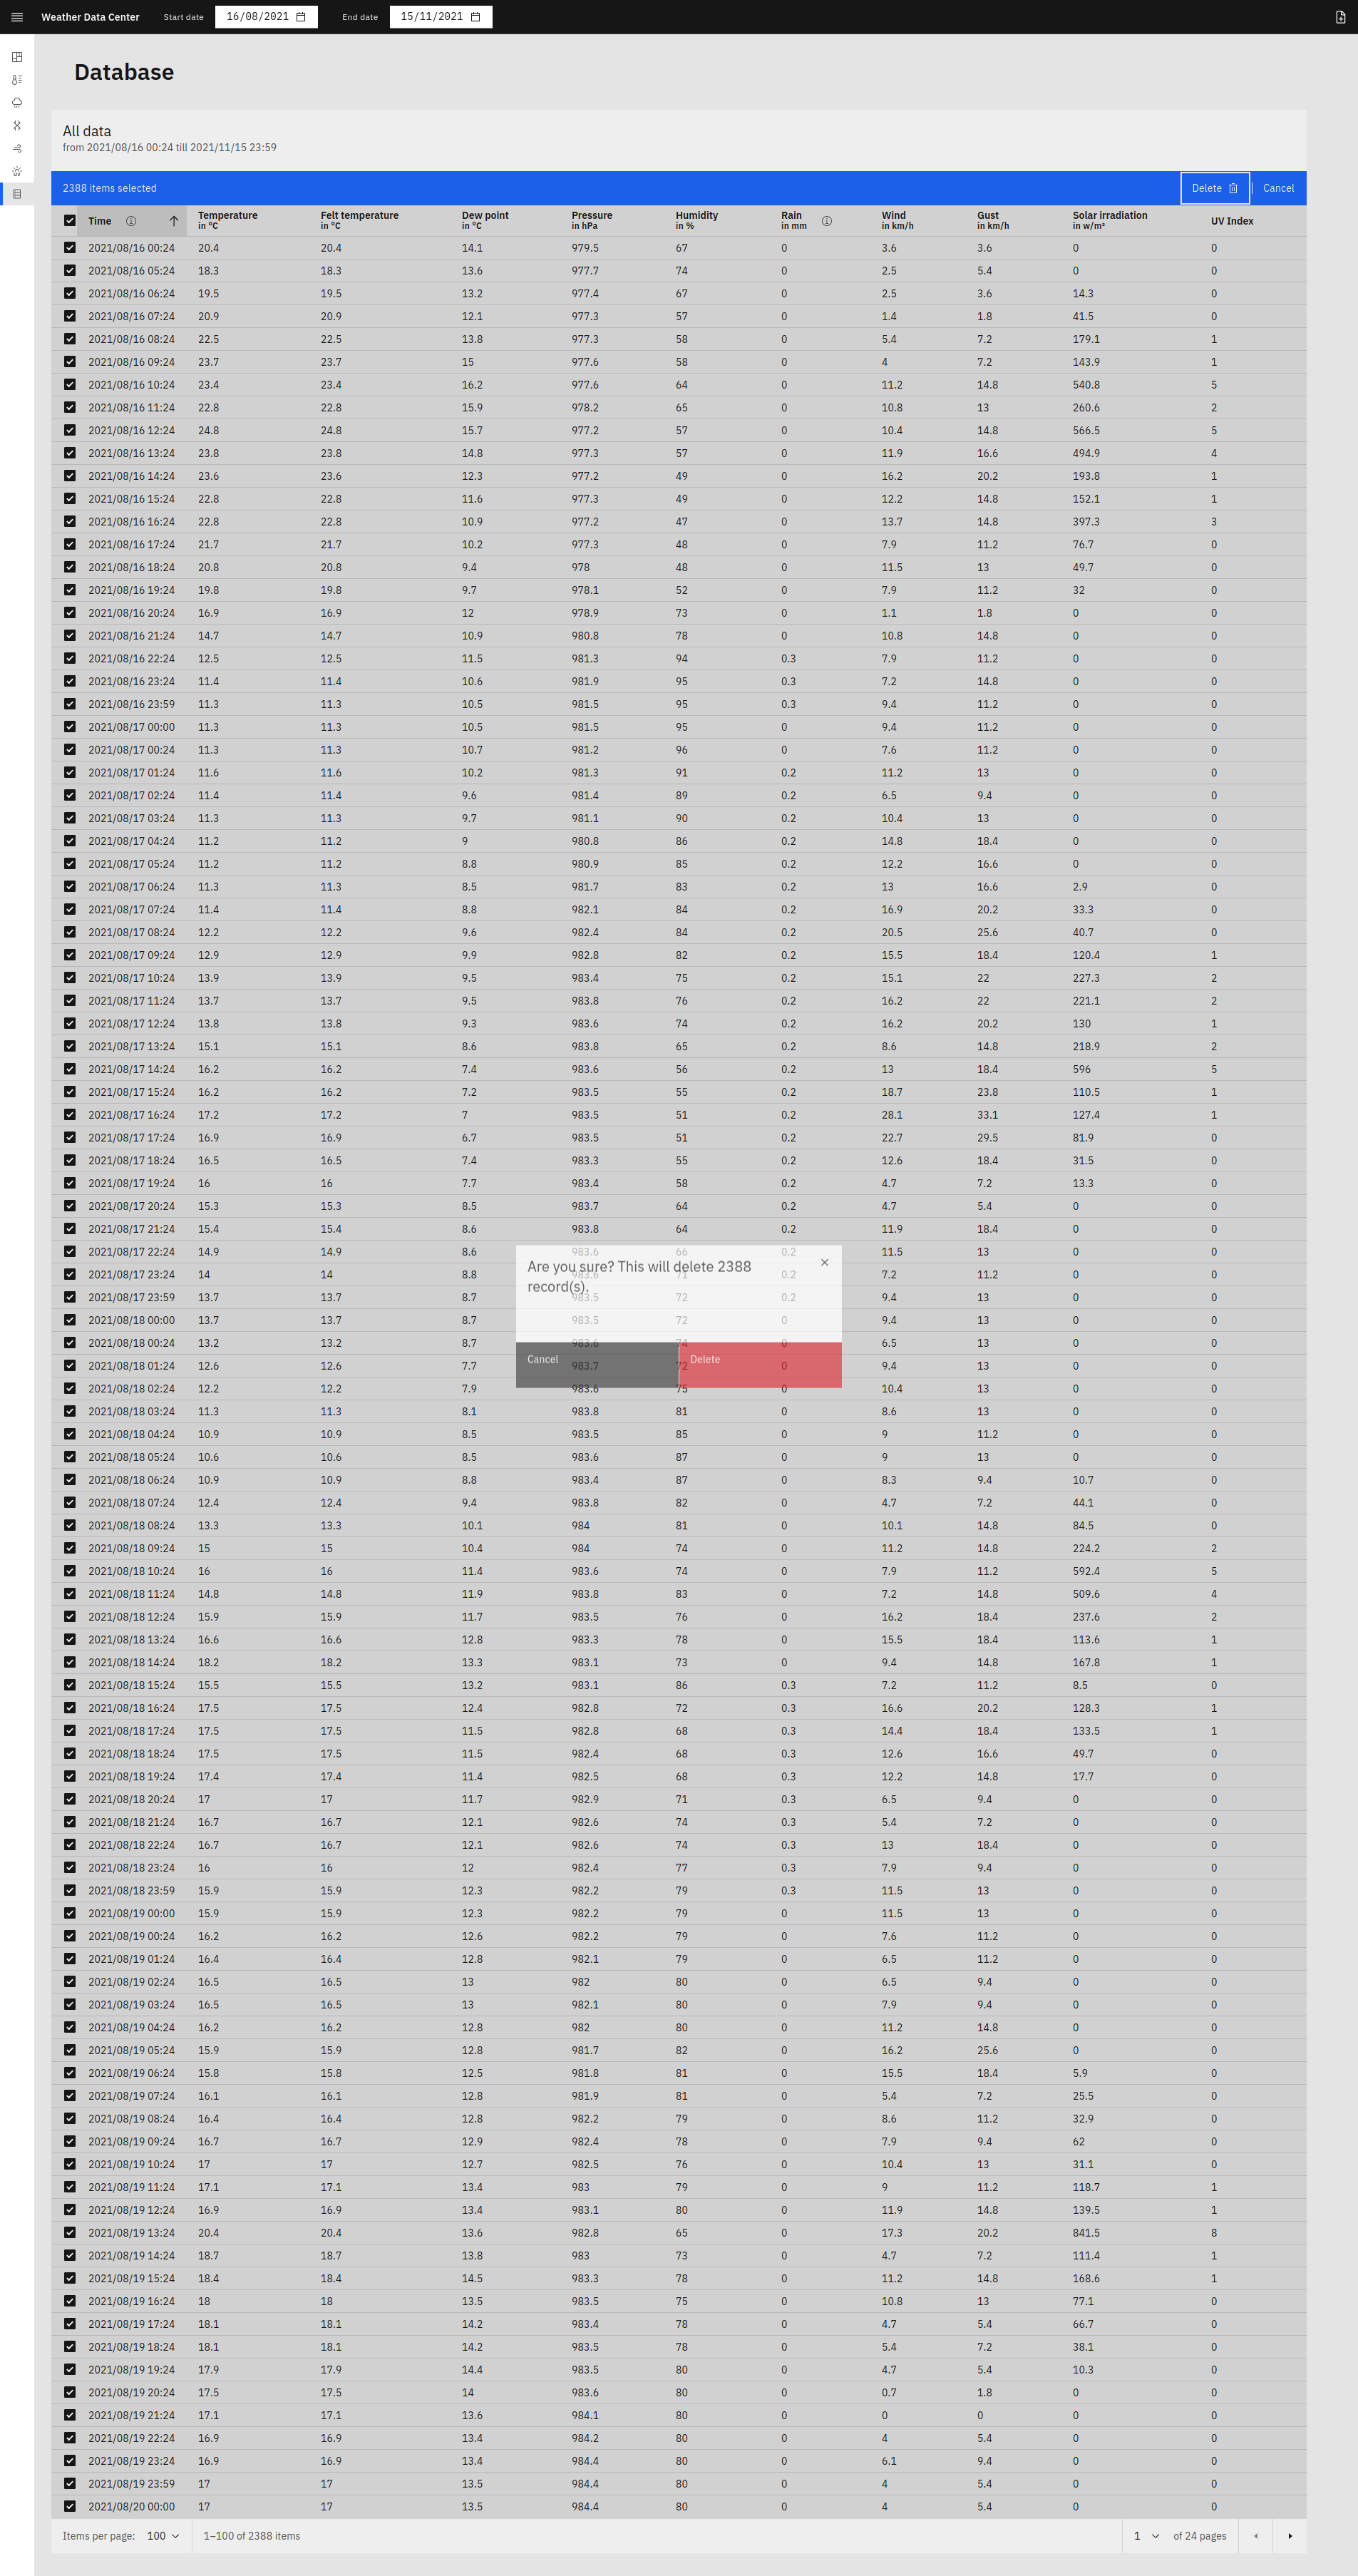 Weather Data Center Start date 16/08/2021 End date 15/11/2021
Database
All data
from 2021/08/16 00:24 till 2021/11/15 23:59
2388 items selected Delete Cancel
Time Temperature in °C Felt temperature in °C Dew point in °C Pressure in hPa Humidity in % Rain in mm Wind in km/h Gust in km/h Solar irradiation in w/m² UV Index
2021/08/16 00:24 20.4 20.4 14.1 979.5 67 0 3.6 3.6 0 0
2021/08/16 05:24 18.3 18.3 13.6 977.7 74 0 2.5 5.4 0 0
2021/08/16 06:24 19.5 19.5 13.2 977.4 67 0 2.5 3.6 14.3 0
2021/08/16 07:24 20.9 20.9 12.1 977.3 57 0 1.4 1.8 41.5 0
2021/08/16 08:24 22.5 22.5 13.8 977.3 58 0 5.4 7.2 179.1 1
2021/08/16 09:24 23.7 23.7 15 977.6 58 0 4 7.2 143.9 1
2021/08/16 10:24 23.4 23.4 16.2 977.6 64 0 11.2 14.8 540.8 5
2021/08/16 11:24 22.8 22.8 15.9 978.2 65 0 10.8 13 260.6 2
2021/08/16 12:24 24.8 24.8 15.7 977.2 57 0 10.4 14.8 566.5 5
2021/08/16 13:24 23.8 23.8 14.8 977.3 57 0 11.9 16.6 494.9 4
2021/08/16 14:24 23.6 23.6 12.3 977.2 49 0 16.2 20.2 193.8 1
2021/08/16 15:24 22.8 22.8 11.6 977.3 49 0 12.2 14.8 152.1 1
2021/08/16 16:24 22.8 22.8 10.9 977.2 47 0 13.7 14.8 397.3 3
2021/08/16 17:24 21.7 21.7 10.2 977.3 48 0 7.9 11.2 76.7 0
2021/08/16 18:24 20.8 20.8 9.4 978 48 0 11.5 13 49.7 0
2021/08/16 19:24 19.8 19.8 9.7 978.1 52 0 7.9 11.2 32 0
2021/08/16 20:24 16.9 16.9 12 978.9 73 0 1.1 1.8 0 0
2021/08/16 21:24 14.7 14.7 10.9 980.8 78 0 10.8 14.8 0 0
2021/08/16 22:24 12.5 12.5 11.5 981.3 94 0.3 7.9 11.2 0 0
2021/08/16 23:24 11.4 11.4 10.6 981.9 95 0.3 7.2 14.8 0 0
2021/08/16 23:59 11.3 11.3 10.5 981.5 95 0.3 9.4 11.2 0 0
2021/08/17 00:00 11.3 11.3 10.5 981.5 95 0 9.4 11.2 0 0
2021/08/17 00:24 11.3 11.3 10.7 981.2 96 0 7.6 11.2 0 0
2021/08/17 01:24 11.6 11.6 10.2 981.3 91 0.2 11.2 13 0 0
2021/08/17 02:24 11.4 11.4 9.6 981.4 89 0.2 6.5 9.4 0 0
2021/08/17 03:24 11.3 11.3 9.7 981.1 90 0.2 10.4 13 0 0
2021/08/17 04:24 11.2 11.2 9 980.8 86 0.2 14.8 18.4 0 0
2021/08/17 05:24 11.2 11.2 8.8 980.9 85 0.2 12.2 16.6 0 0
2021/08/17 06:24 11.3 11.3 8.5 981.7 83 0.2 13 16.6 2.9 0
2021/08/17 07:24 11.4 11.4 8.8 982.1 84 0.2 16.9 20.2 33.3 0
2021/08/17 08:24 12.2 12.2 9.6 982.4 84 0.2 20.5 25.6 40.7 0
2021/08/17 09:24 12.9 12.9 9.9 982.8 82 0.2 15.5 18.4 120.4 1
2021/08/17 10:24 13.9 13.9 9.5 983.4 75 0.2 15.1 22 227.3 2
2021/08/17 11:24 13.7 13.7 9.5 983.8 76 0.2 16.2 22 221.1 2
2021/08/17 12:24 13.8 13.8 9.3 983.6 74 0.2 16.2 20.2 130 1
2021/08/17 13:24 15.1 15.1 8.6 983.8 65 0.2 8.6 14.8 218.9 2
2021/08/17 14:24 16.2 16.2 7.4 983.6 56 0.2 13 18.4 596 5
2021/08/17 15:24 16.2 16.2 7.2 983.5 55 0.2 18.7 23.8 110.5 1
2021/08/17 16:24 17.2 17.2 7 983.5 51 0.2 28.1 33.1 127.4 1
2021/08/17 17:24 16.9 16.9 6.7 983.5 51 0.2 22.7 29.5 81.9 0
2021/08/17 18:24 16.5 16.5 7.4 983.3 55 0.2 12.6 18.4 31.5 0
2021/08/17 19:24 16 16 7.7 983.4 58 0.2 4.7 7.2 13.3 0
2021/08/17 20:24 15.3 15.3 8.5 983.7 64 0.2 4.7 5.4 0 0
2021/08/17 21:24 15.4 15.4 8.6 983.8 64 0.2 11.9 18.4 0 0
2021/08/17 22:24 14.9 14.9 8.6 983.6 66 0.2 11.5 13 0 0
Are you sure? This will delete 2388
record(s).
2021/08/17 23:24 14 14 8.8 983.6 71 0.2 7.2 11.2 0 0
2021/08/17 23:59 13.7 13.7 8.7 983.5 72 0.2 9.4 13 0 0
2021/08/18 00:00 13.7 13.7 8.7 983.5 72 0 9.4 13 0 0
2021/08/18 00:24 13.2 13.2 8.7 983.6 74 0 6.5 13 0 0
Cancel Delete
2021/08/18 01:24 12.6 12.6 7.7 983.7 72 0 9.4 13 0 0
2021/08/18 02:24 12.2 12.2 7.9 983.6 75 0 10.4 13 0 0
2021/08/18 03:24 11.3 11.3 8.1 983.8 81 0 8.6 13 0 0
2021/08/18 04:24 10.9 10.9 8.5 983.5 85 0 9 11.2 0 0
2021/08/18 05:24 10.6 10.6 8.5 983.6 87 0 9 13 0 0
2021/08/18 06:24 10.9 10.9 8.8 983.4 87 0 8.3 9.4 10.7 0
2021/08/18 07:24 12.4 12.4 9.4 983.8 82 0 4.7 7.2 44.1 0
2021/08/18 08:24 13.3 13.3 10.1 984 81 0 10.1 14.8 84.5 0
2021/08/18 09:24 15 15 10.4 984 74 0 11.2 14.8 224.2 2
2021/08/18 10:24 16 16 11.4 983.6 74 0 7.9 11.2 592.4 5
2021/08/18 11:24 14.8 14.8 11.9 983.8 83 0 7.2 14.8 509.6 4
2021/08/18 12:24 15.9 15.9 11.7 983.5 76 0 16.2 18.4 237.6 2
2021/08/18 13:24 16.6 16.6 12.8 983.3 78 0 15.5 18.4 113.6 1
2021/08/18 14:24 18.2 18.2 13.3 983.1 73 0 9.4 14.8 167.8 1
2021/08/18 15:24 15.5 15.5 13.2 983.1 86 0.3 7.2 11.2 8.5 0
2021/08/18 16:24 17.5 17.5 12.4 982.8 72 0.3 16.6 20.2 128.3 1
2021/08/18 17:24 17.5 17.5 11.5 982.8 68 0.3 14.4 18.4 133.5 1
2021/08/18 18:24 17.5 17.5 11.5 982.4 68 0.3 12.6 16.6 49.7 0
2021/08/18 19:24 17.4 17.4 11.4 982.5 68 0.3 12.2 14.8 17.7 0
2021/08/18 20:24 17 17 11.7 982.9 71 0.3 6.5 9.4 0 0
2021/08/18 21:24 16.7 16.7 12.1 982.6 74 0.3 5.4 7.2 0 0
2021/08/18 22:24 16.7 16.7 12.1 982.6 74 0.3 13 18.4 0 0
2021/08/18 23:24 16 16 12 982.4 77 0.3 7.9 9.4 0 0
2021/08/18 23:59 15.9 15.9 12.3 982.2 79 0.3 11.5 13 0 0
2021/08/19 00:00 15.9 15.9 12.3 982.2 79 0 11.5 13 0 0
2021/08/19 00:24 16.2 16.2 12.6 982.2 79 0 7.6 11.2 0 0
2021/08/19 01:24 16.4 16.4 12.8 982.1 79 0 6.5 11.2 0 0
2021/08/19 02:24 16.5 16.5 13 982 80 0 6.5 9.4 0 0
2021/08/19 03:24 16.5 16.5 13 982.1 80 0 7.9 9.4 0 0
2021/08/19 04:24 16.2 16.2 12.8 982 80 0 11.2 14.8 0 0
2021/08/19 05:24 15.9 15.9 12.8 981.7 82 0 16.2 25.6 0 0
2021/08/19 06:24 15.8 15.8 12.5 981.8 81 0 15.5 18.4 5.9 0
2021/08/19 07:24 16.1 16.1 12.8 981.9 81 0 5.4 7.2 25.5 0
2021/08/19 08:24 16.4 16.4 12.8 982.2 79 0 8.6 11.2 32.9 0
2021/08/19 09:24 16.7 16.7 12.9 982.4 78 0 7.9 9.4 62 0
2021/08/19 10:24 17 17 12.7 982.5 76 0 10.4 13 31.1 0
2021/08/19 11:24 17.1 17.1 13.4 983 79 0 9 11.2 118.7 1
2021/08/19 12:24 16.9 16.9 13.4 983.1 80 0 11.9 14.8 139.5 1
2021/08/19 13:24 20.4 20.4 13.6 982.8 65 0 17.3 20.2 841.5 8
2021/08/19 14:24 18.7 18.7 13.8 983 73 0 4.7 7.2 111.4 1
2021/08/19 15:24 18.4 18.4 14.5 983.3 78 0 11.2 14.8 168.6 1
2021/08/19 16:24 18 18 13.5 983.5 75 0 10.8 13 77.1 0
2021/08/19 17:24 18.1 18.1 14.2 983.4 78 0 4.7 5.4 66.7 0
2021/08/19 18:24 18.1 18.1 14.2 983.5 78 0 5.4 7.2 38.1 0
2021/08/19 19:24 17.9 17.9 14.4 983.5 80 0 4.7 5.4 10.3 0
2021/08/19 20:24 17.5 17.5 14 983.6 80 0 0.7 1.8 0 0
2021/08/19 21:24 17.1 17.1 13.6 984.1 80 0 0 0 0 0
2021/08/19 22:24 16.9 16.9 13.4 984.2 80 0 4 5.4 0 0
2021/08/19 23:24 16.9 16.9 13.4 984.4 80 0 6.1 9.4 0 0
2021/08/19 23:59 17 17 13.5 984.4 80 0 4 5.4 0 0
2021/08/20 00:00 17 17 13.5 984.4 80 0 4 5.4 0 0
Items per page: 100 1–100 of 2388 items 1 of 24 pages